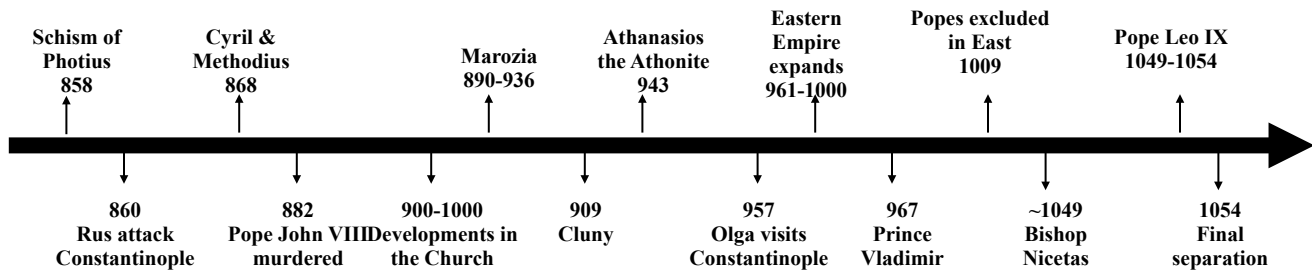 Schism of
Photius
858
Cyril &
Methodius
868
Marozia
890-936
Athanasios
the Athonite
943
Eastern
Empire
expands
961-1000
Popes excluded
in East
1009
Pope Leo IX
1049-1054
860
Rus attack
Constantinople
882
Pope John VIII
murdered
900-1000
Developments in
the Church
909
Cluny
957
Olga visits
Constantinople
967
Prince
Vladimir
~1049
Bishop
Nicetas
1054
Final
separation